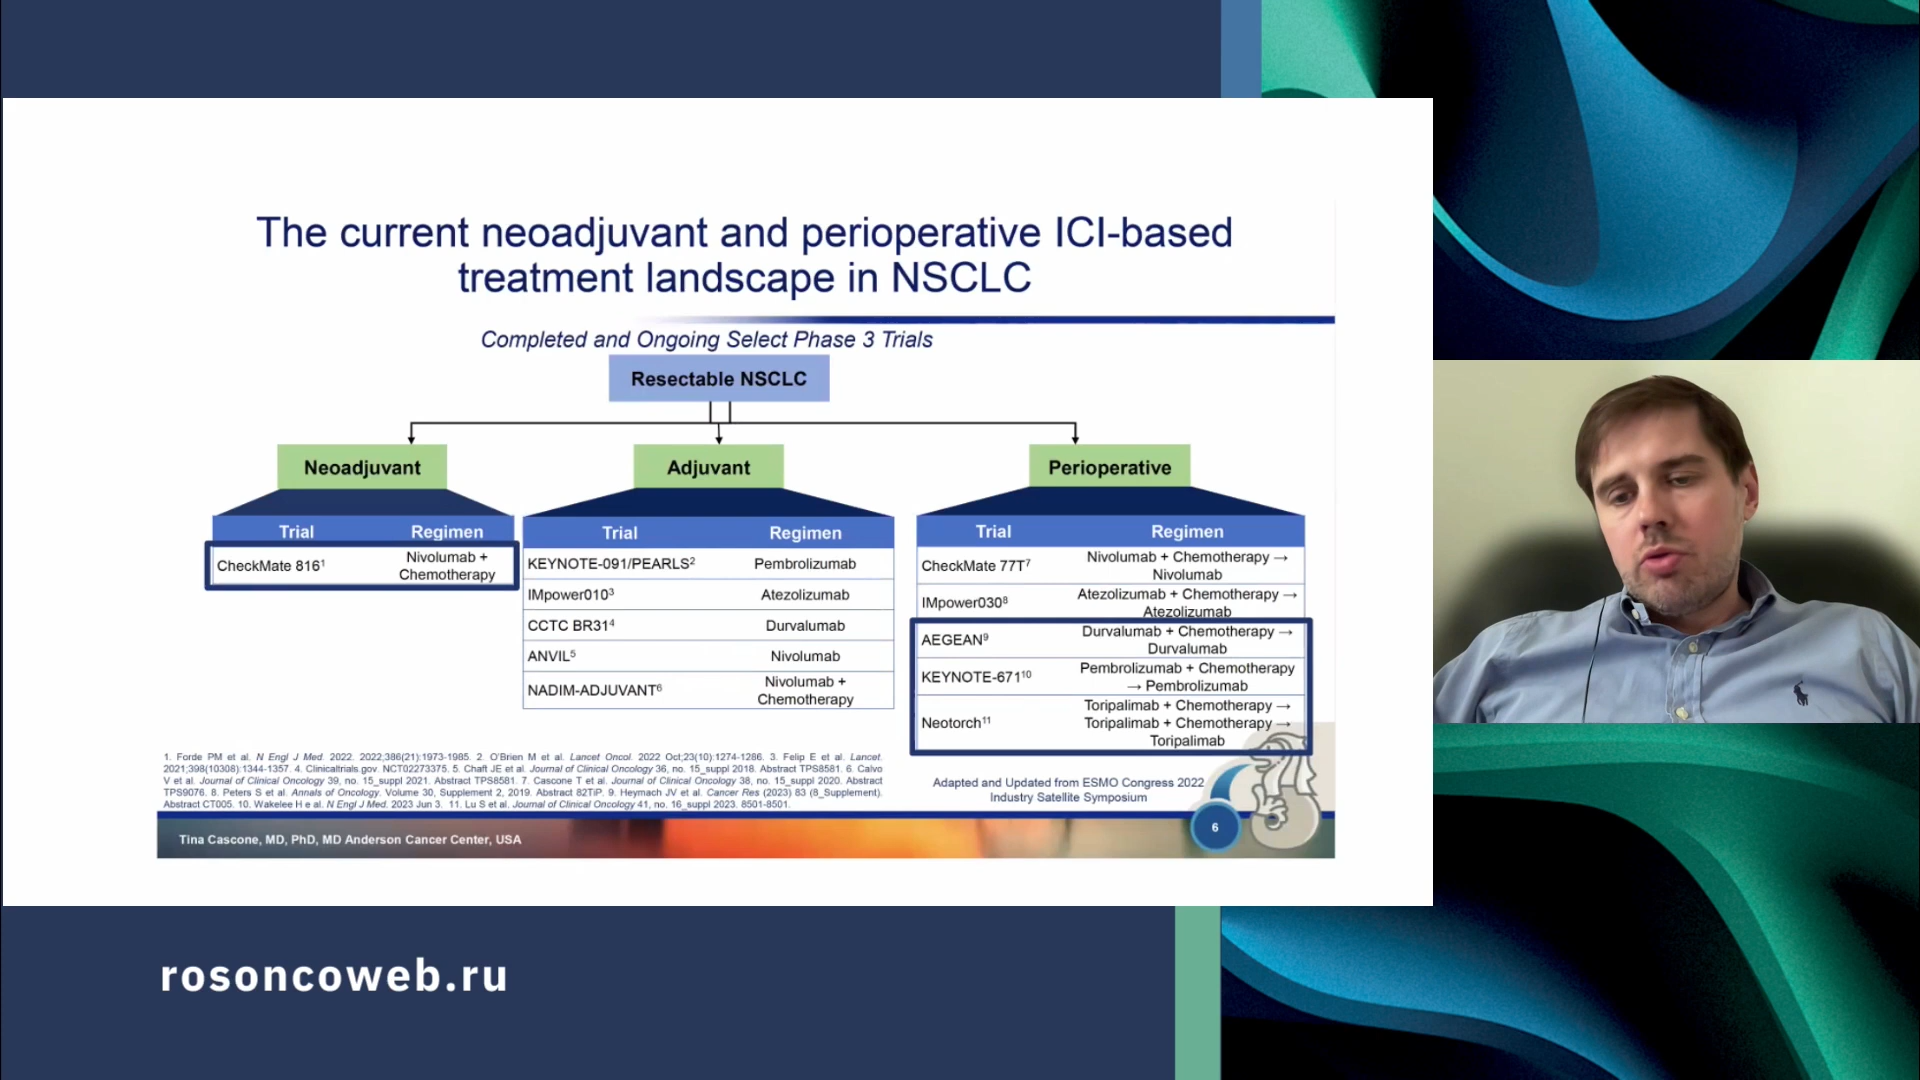 The current neoadjuvant and perioperative ICI-based
treatment landscape in NSCLC
Completed and Ongoing Select Phase 3 Trials
Resectable NSCLC
Neoadjuvant
Trial Regimen
CheckMate 816¹ Nivolumab +
Chemotherapy
Adjuvant
Trial Regimen
KEYNOTE-091/PEARLS² Pembrolizumab
IMpower010³ Atezolizumab
CCTC BR31⁴ Durvalumab
ANVIL⁵ Nivolumab
NADIM-ADJUVANT⁶ Nivolumab +
Chemotherapy
Perioperative
Trial Regimen
CheckMate 77T⁷ Nivolumab + Chemotherapy →
Nivolumab
IMpower030⁸ Atezolizumab + Chemotherapy →
Atezolizumab
AEGEAN⁹ Durvalumab + Chemotherapy →
Durvalumab
KEYNOTE-671¹⁰ Pembrolizumab + Chemotherapy
→ Pembrolizumab
Neotorch¹¹ Toripalimab + Chemotherapy →
Toripalimab + Chemotherapy →
Toripalimab
1. Forde PM et al. N Engl J Med. 2022. 2022;386(21):1973-1985. 2. O'Brien M et al. Lancet Oncol. 2022 Oct;23(10):1274-1286. 3. Felip E et al. Lancet.
2021;398(10308):1344-1357. 4. Clinicaltrials.gov. NCT02273375. 5. Chaft JE et al. Journal of Clinical Oncology 36, no. 15_suppl 2018. Abstract TPS8581. 6. Calvo
V et al. Journal of Clinical Oncology 39, no. 15_suppl 2021. Abstract TPS8581. 7. Cascone T et al. Journal of Clinical Oncology 38, no. 15_suppl 2020. Abstract
TPS9076. 8. Peters S et al. Annals of Oncology. Volume 30, Supplement 2, 2019. Abstract 82TiP. 9. Heymach JV et al. Cancer Res (2023) 83 (8_Supplement).
Abstract CT005. 10. Wakelee H e al. N Engl J Med. 2023 Jun 3. 11. Lu S et al. Journal of Clinical Oncology 41, no. 16_suppl 2023. 8501-8501.
Adapted and Updated from ESMO Congress 2022
Industry Satellite Symposium
6
Tina Cascone, MD, PhD, MD Anderson Cancer Center, USA
rosoncoweb.ru